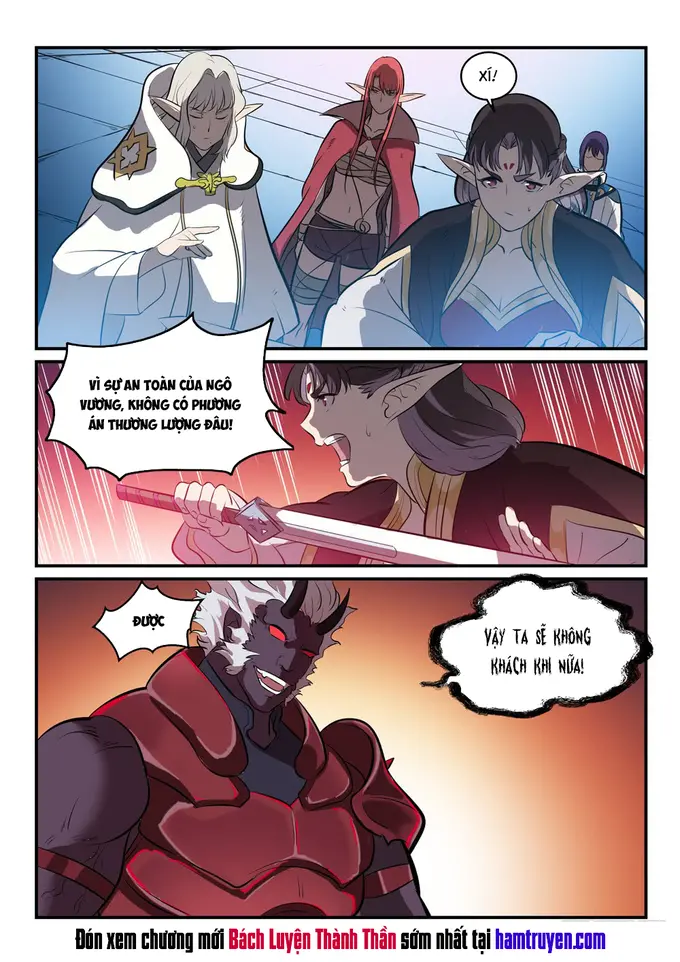 XÍ!
VÌ SỰ AN TOÀN CỦA NGÔ
VƯƠNG, KHÔNG CÓ PHƯƠNG
ÁN THƯƠNG LƯỢNG ĐÂU!
ĐƯỢC
VẬY TA SẼ KHÔNG
KHÁCH KHI NỮA!
Đón xem chương mới Bách Luyện Thành Thần sớm nhất tại hamtruyen.com